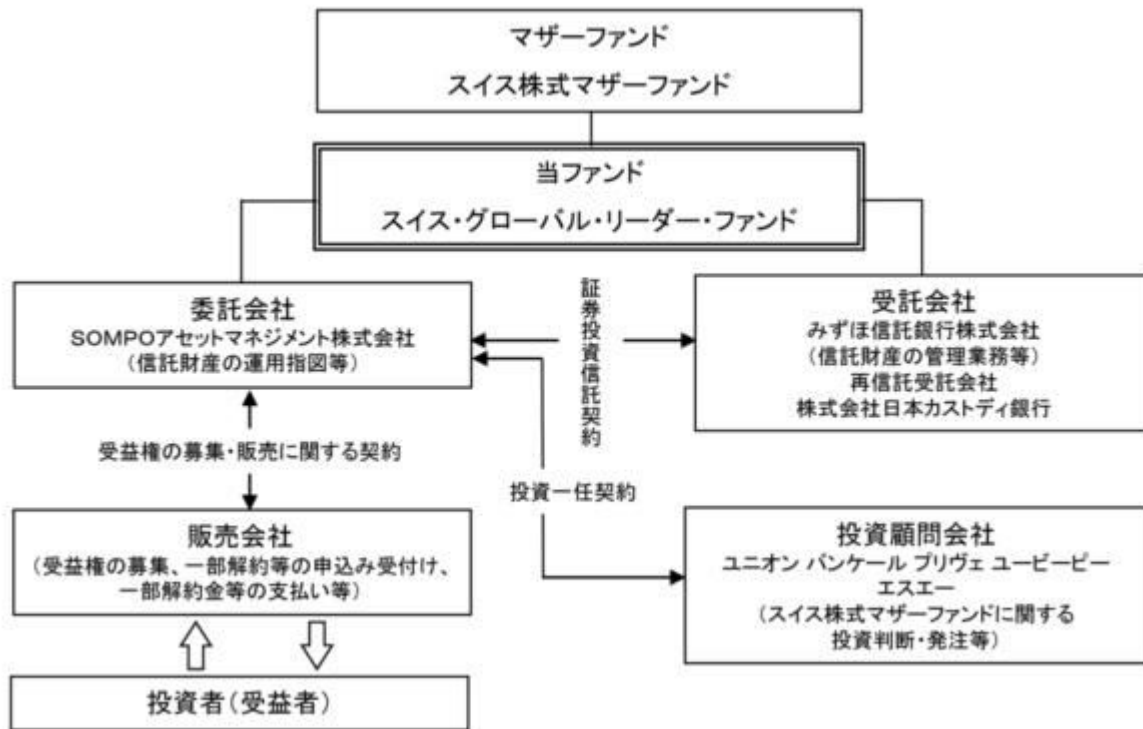 マザーファンド
スイス株式マザーファンド
当ファンド
スイス・グローバル・リーダー・ファンド
委託会社
SOMPOアセットマネジメント株式会社
(信託財産の運用指図等)
証券投資信託契約
受託会社
みずほ信託銀行株式会社
(信託財産の管理業務等)
再信託受託会社
株式会社日本カストディ銀行
受益権の募集・販売に関する契約
投資一任契約
販売会社
(受益権の募集、一部解約等の申込み受付け、
一部解約金等の支払い等)
投資顧問会社
ユニオン バンケール プリヴェ ユービーピー
エスエー
(スイス株式マザーファンドに関する
投資判断・発注等)
投資者(受益者)